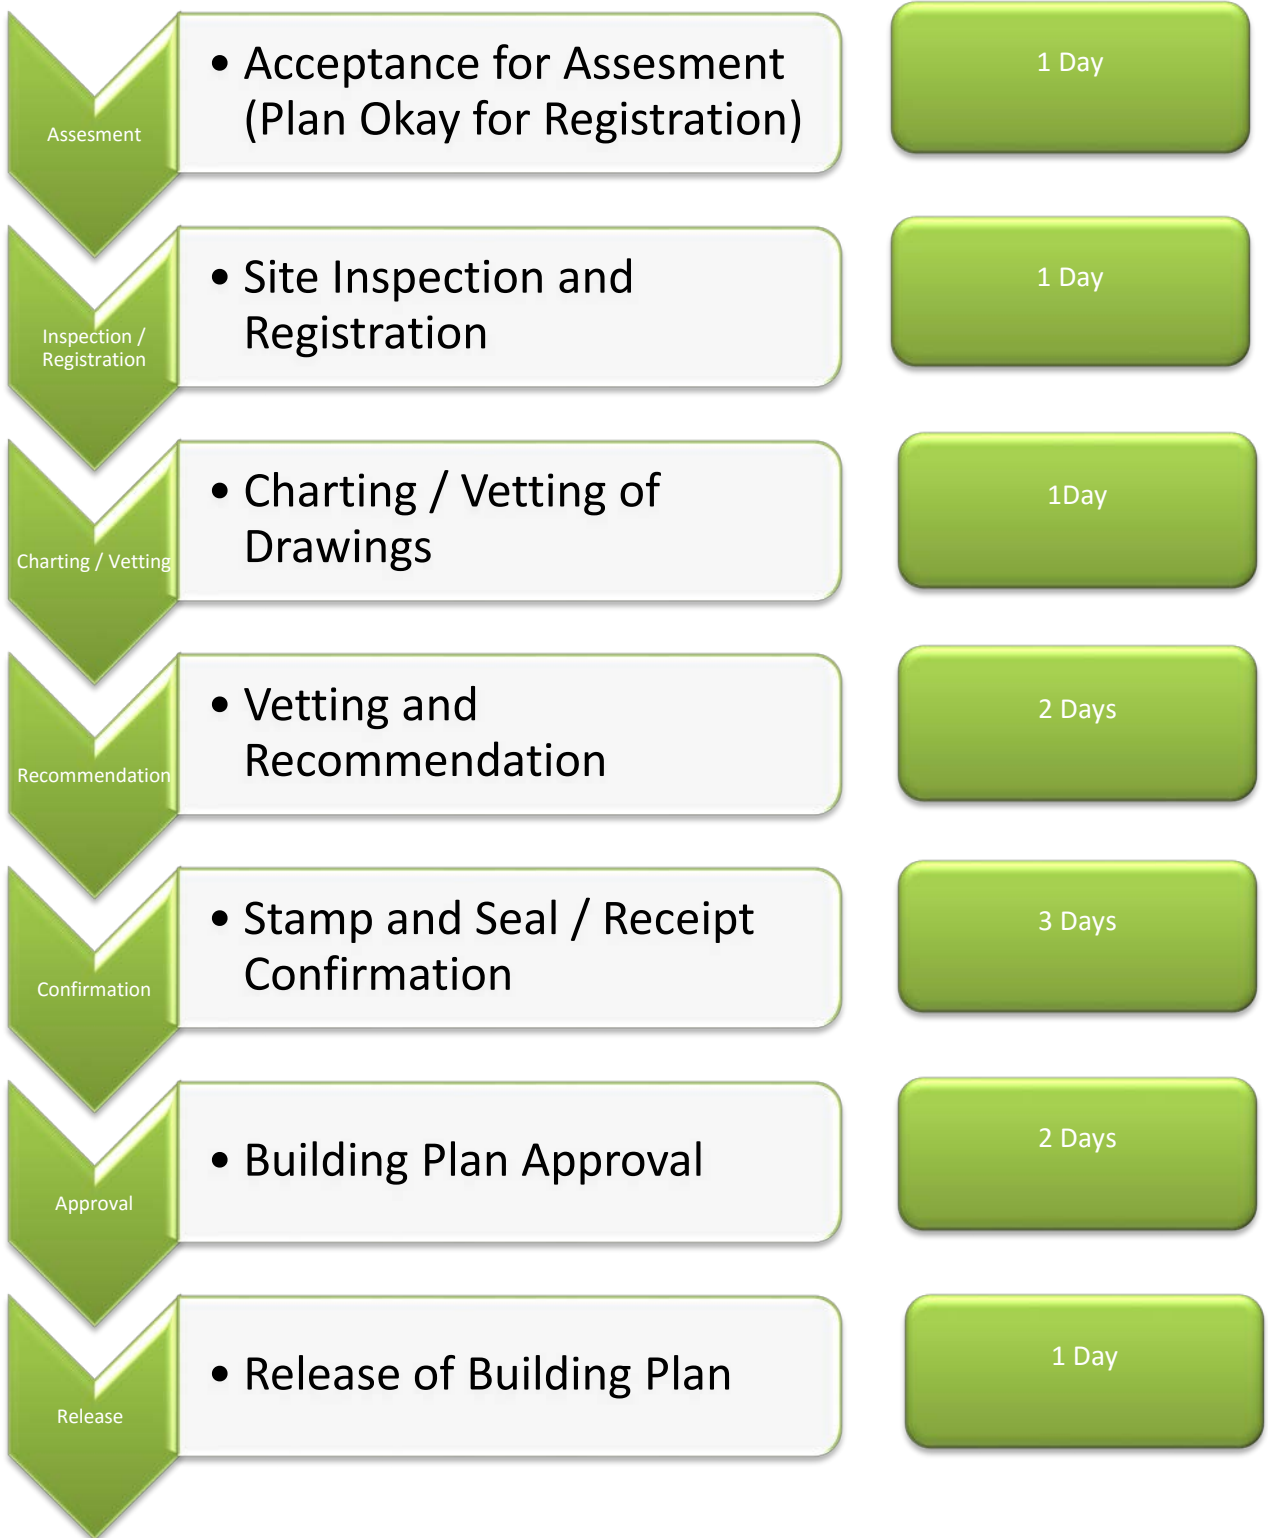 Assesment
• Acceptance for Assesment
(Plan Okay for Registration)
1 Day
Inspection /
Registration
• Site Inspection and
Registration
1 Day
Charting / Vetting
• Charting / Vetting of
Drawings
1Day
Recommendation
• Vetting and
Recommendation
2 Days
Confirmation
• Stamp and Seal / Receipt
Confirmation
3 Days
Approval
• Building Plan Approval
2 Days
Release
• Release of Building Plan
1 Day